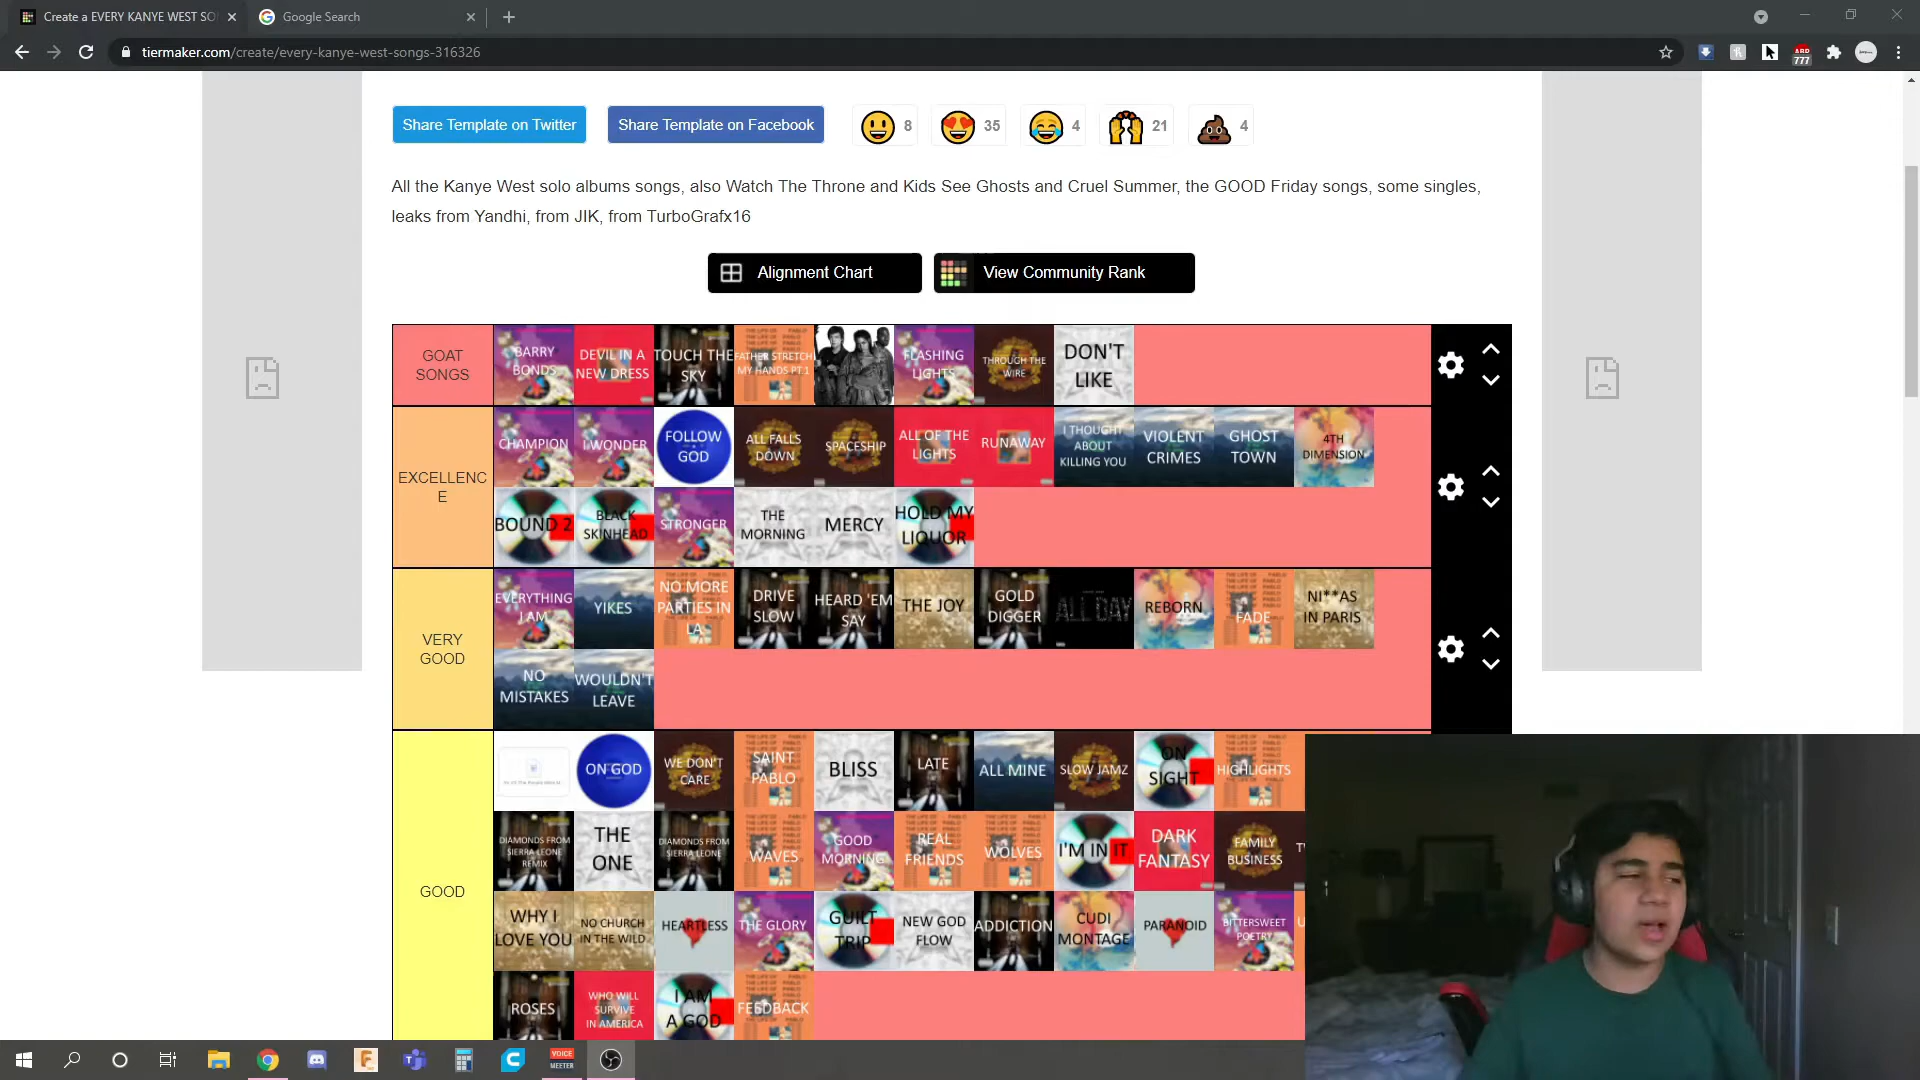 Create a EVERY KANYE WEST SO
Google Search
tiermaker.com/create/every-kanye-west-songs-316326
ABD
777
Share Template on Twitter
Share Template on Facebook
8
35
4
21
4
All the Kanye West solo albums songs, also Watch The Throne and Kids See Ghosts and Cruel Summer, the GOOD Friday songs, some singles,
leaks from Yandhi, from JIK, from TurboGrafx16
Alignment Chart
View Community Rank
GOAT
SONGS
BARRY
BONDS
DEVIL IN A
NEW DRESS
TOUCH THE
SKY
FATHER STRETCH
MY HANDS PT.1
FLASHING
LIGHTS
THROUGH THE
WIRE
DON'T
LIKE
EXCELLENC
E
CHAMPION
I WONDER
FOLLOW
GOD
ALL FALLS
DOWN
SPACESHIP
ALL OF THE
LIGHTS
RUNAWAY
I THOUGHT
ABOUT
KILLING YOU
VIOLENT
CRIMES
GHOST
TOWN
4TH
DIMENSION
BOUND 2
BLACK
SKINHEAD
STRONGER
THE
MORNING
MERCY
HOLD MY
LIQUOR
VERY
GOOD
EVERYTHING
I AM
YIKES
NO MORE
PARTIES IN
LA
DRIVE
SLOW
HEARD 'EM
SAY
THE JOY
GOLD
DIGGER
ALL DAY
REBORN
FADE
NI**AS
IN PARIS
NO
MISTAKES
WOULDN'T
LEAVE
GOOD
ON GOD
WE DON'T
CARE
SAINT
PABLO
BLISS
LATE
ALL MINE
SLOW JAMZ
ON
SIGHT
HIGHLIGHTS
DIAMONDS FROM
SIERRA LEONE
REMIX
THE
ONE
DIAMONDS FROM
SIERRA LEONE
WAVES
GOOD
MORNING
REAL
FRIENDS
WOLVES
I'M IN IT
DARK
FANTASY
FAMILY
BUSINESS
WHY I
LOVE YOU
NO CHURCH
IN THE WILD
HEARTLESS
THE GLORY
GUILT
TRIP
NEW GOD
FLOW
ADDICTION
CUDI
MONTAGE
PARANOID
BITTERSWEET
POETRY
ROSES
WHO WILL
SURVIVE
IN AMERICA
I AM
A GOD
FEEDBACK
VOICE
MEETER